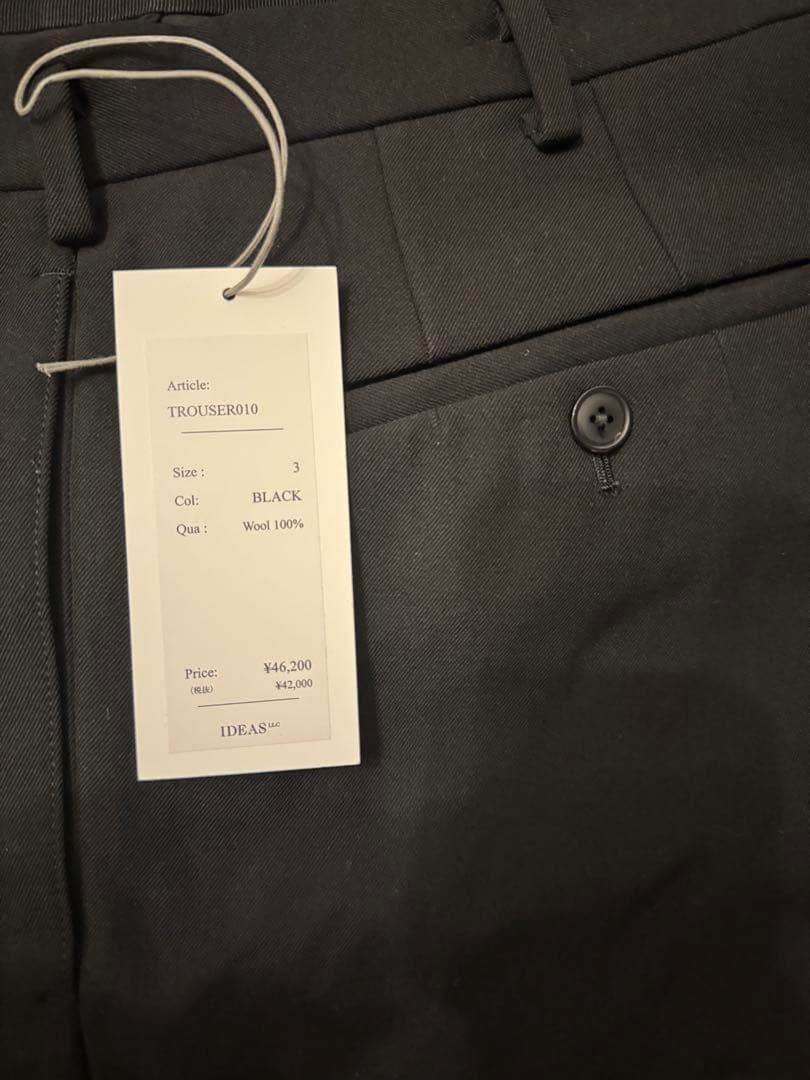 Article:
TROUSER010
Size : 3
Col: BLACK
Qua : Wool 100%
Price: ¥46,200
(税抜) ¥42,000
IDEAS LLC